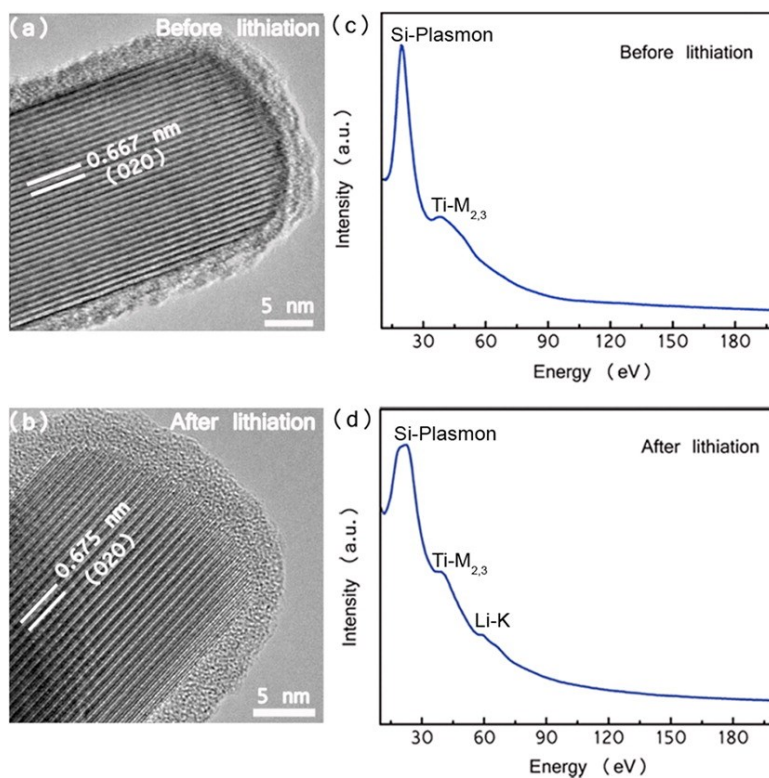 (a) Before lithiation
0.667 nm
(020)
5 nm
(c)
Si-Plasmon
Before lithiation
Ti-M2,3
Intensity (a.u.)
30 60 90 120 150 180
Energy (eV)
(b) After lithiation
0.675 nm
(020)
5 nm
(d)
Si-Plasmon
After lithiation
Ti-M2,3
Li-K
Intensity (a.u.)
30 60 90 120 150 180
Energy (eV)